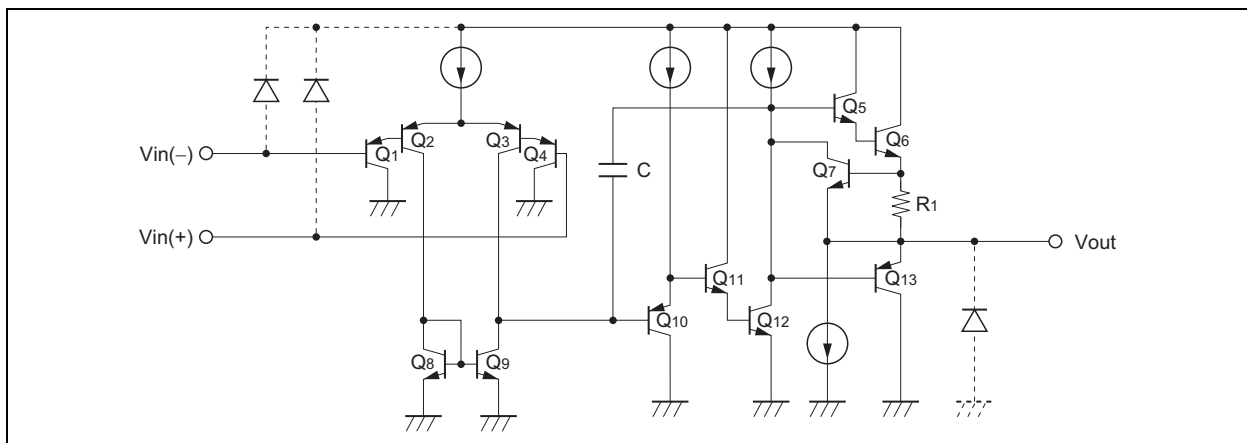 Q5
Q2
Q3
Q6
Vin(–)
Q1
Q4
C
Q7
R1
Vin(+)
Vout
Q11
Q13
Q10
Q12
Q8
Q9